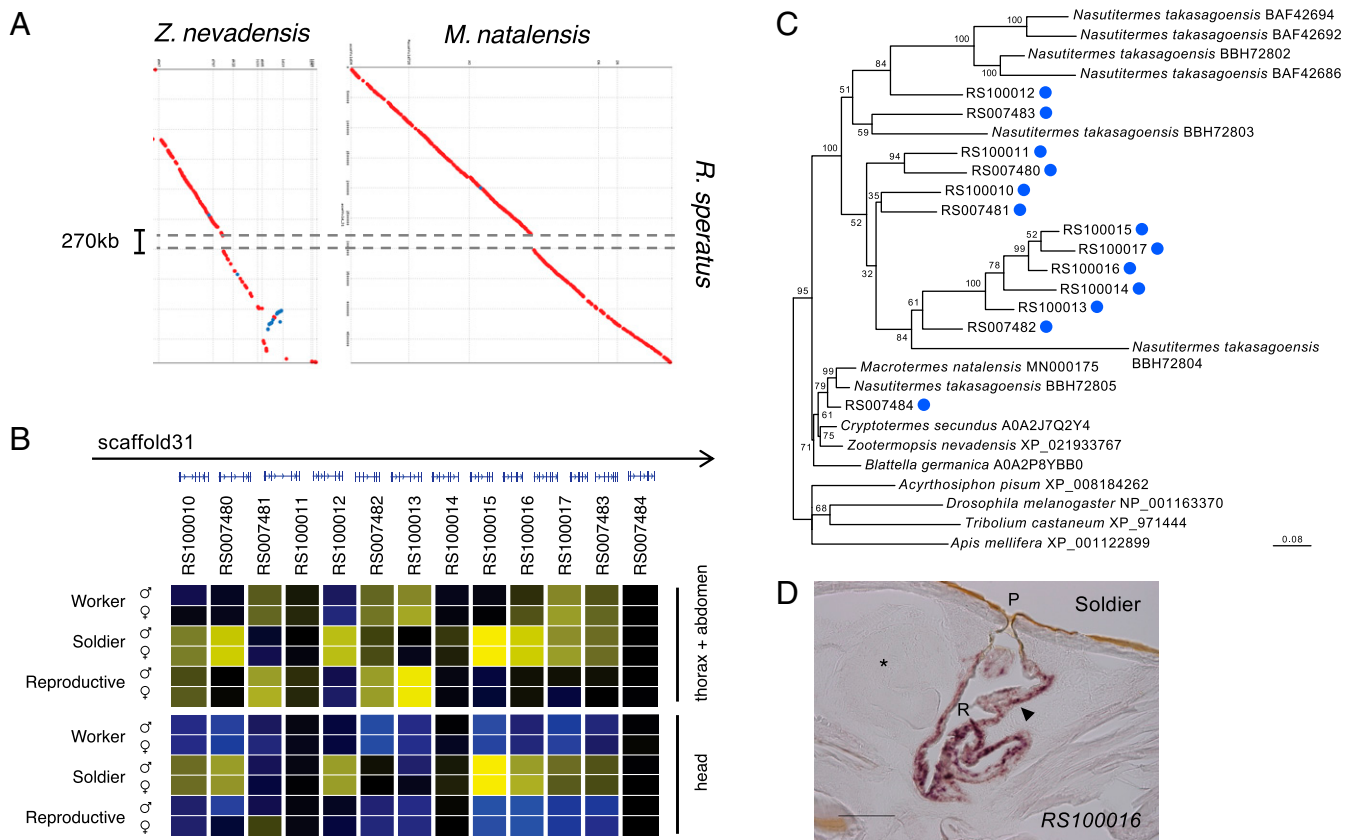 A
Z. nevadensis
M. natalensis
R. speratus
270kb
B
scaffold31
RS100010
RS007480
RS007481
RS100011
RS100012
RS007482
RS100013
RS100014
RS100015
RS100016
RS100017
RS007483
RS007484
Worker ♂
♀
Soldier ♂
♀
Reproductive ♂
♀
thorax + abdomen
Worker ♂
♀
Soldier ♂
♀
Reproductive ♂
♀
head
C
100 Nasutitermes takasagoensis BAF42694
Nasutitermes takasagoensis BAF42692
Nasutitermes takasagoensis BBH72802
100 Nasutitermes takasagoensis BAF42686
84
51
RS100012
RS007483
59 Nasutitermes takasagoensis BBH72803
100
94 RS100011
RS007480
35 RS100010
RS007481
52
32
52 RS100015
99 RS100017
78 RS100016
100 RS100014
RS100013
61
RS007482
84
Nasutitermes takasagoensis
BBH72804
95
99 Macrotermes natalensis MN000175
79 Nasutitermes takasagoensis BBH72805
RS007484
61
Cryptotermes secundus A0A2J7Q2Y4
75
Zootermopsis nevadensis XP_021933767
71
Blattella germanica A0A2P8YBB0
Acyrthosiphon pisum XP_008184262
Drosophila melanogaster NP_001163370
68
Tribolium castaneum XP_971444
Apis mellifera XP_001122899
0.08
D
P
Soldier
*
R
RS100016